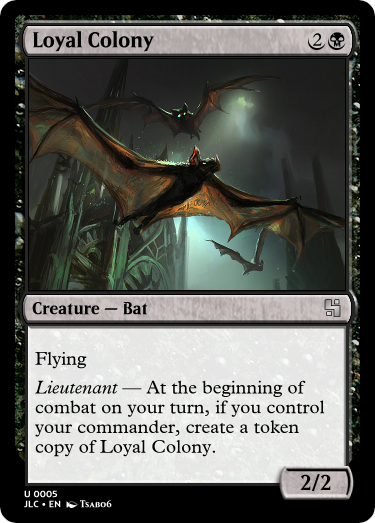 Loyal Colony 2
Creature — Bat
Flying
Lieutenant — At the beginning of
combat on your turn, if you control
your commander, create a token
copy of Loyal Colony.
2/2
U 0005
JLC • EN Tsabo6